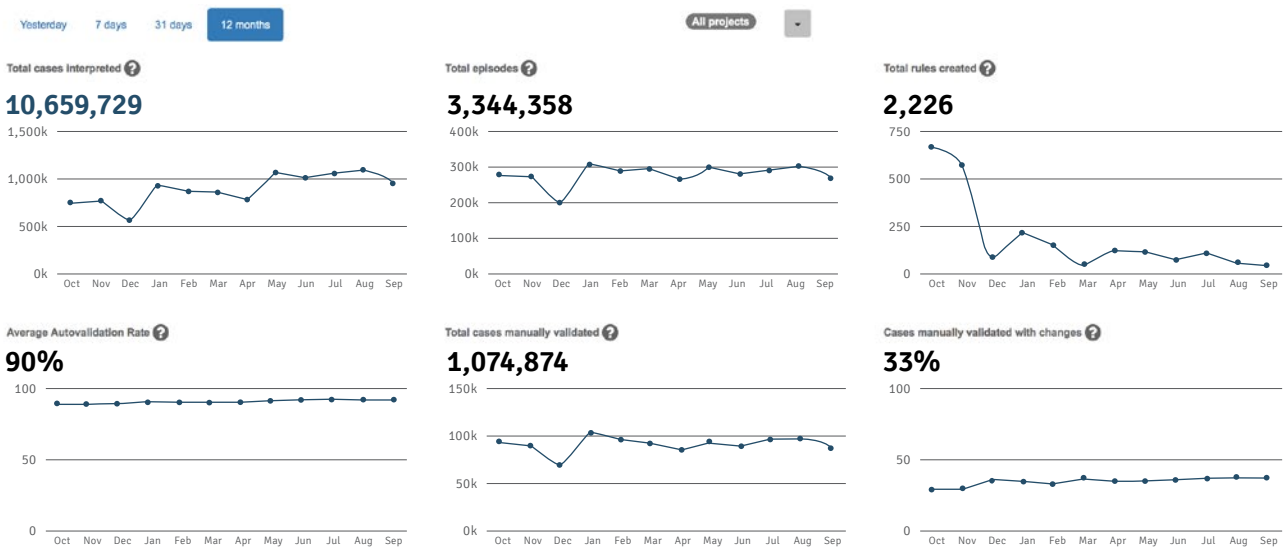 Yesterday 7 days 31 days 12 months All projects
Total cases interpreted ?
10,659,729
1,500k
1,000k
500k
0k
Oct Nov Dec Jan Feb Mar Apr May Jun Jul Aug Sep
Total episodes ?
3,344,358
400k
300k
200k
100k
0k
Oct Nov Dec Jan Feb Mar Apr May Jun Jul Aug Sep
Total rules created ?
2,226
750
500
250
0
Oct Nov Dec Jan Feb Mar Apr May Jun Jul Aug Sep
Average Autovalidation Rate ?
90%
100
50
0
Oct Nov Dec Jan Feb Mar Apr May Jun Jul Aug Sep
Total cases manually validated ?
1,074,874
150k
100k
50k
0k
Oct Nov Dec Jan Feb Mar Apr May Jun Jul Aug Sep
Cases manually validated with changes ?
33%
100
50
0
Oct Nov Dec Jan Feb Mar Apr May Jun Jul Aug Sep